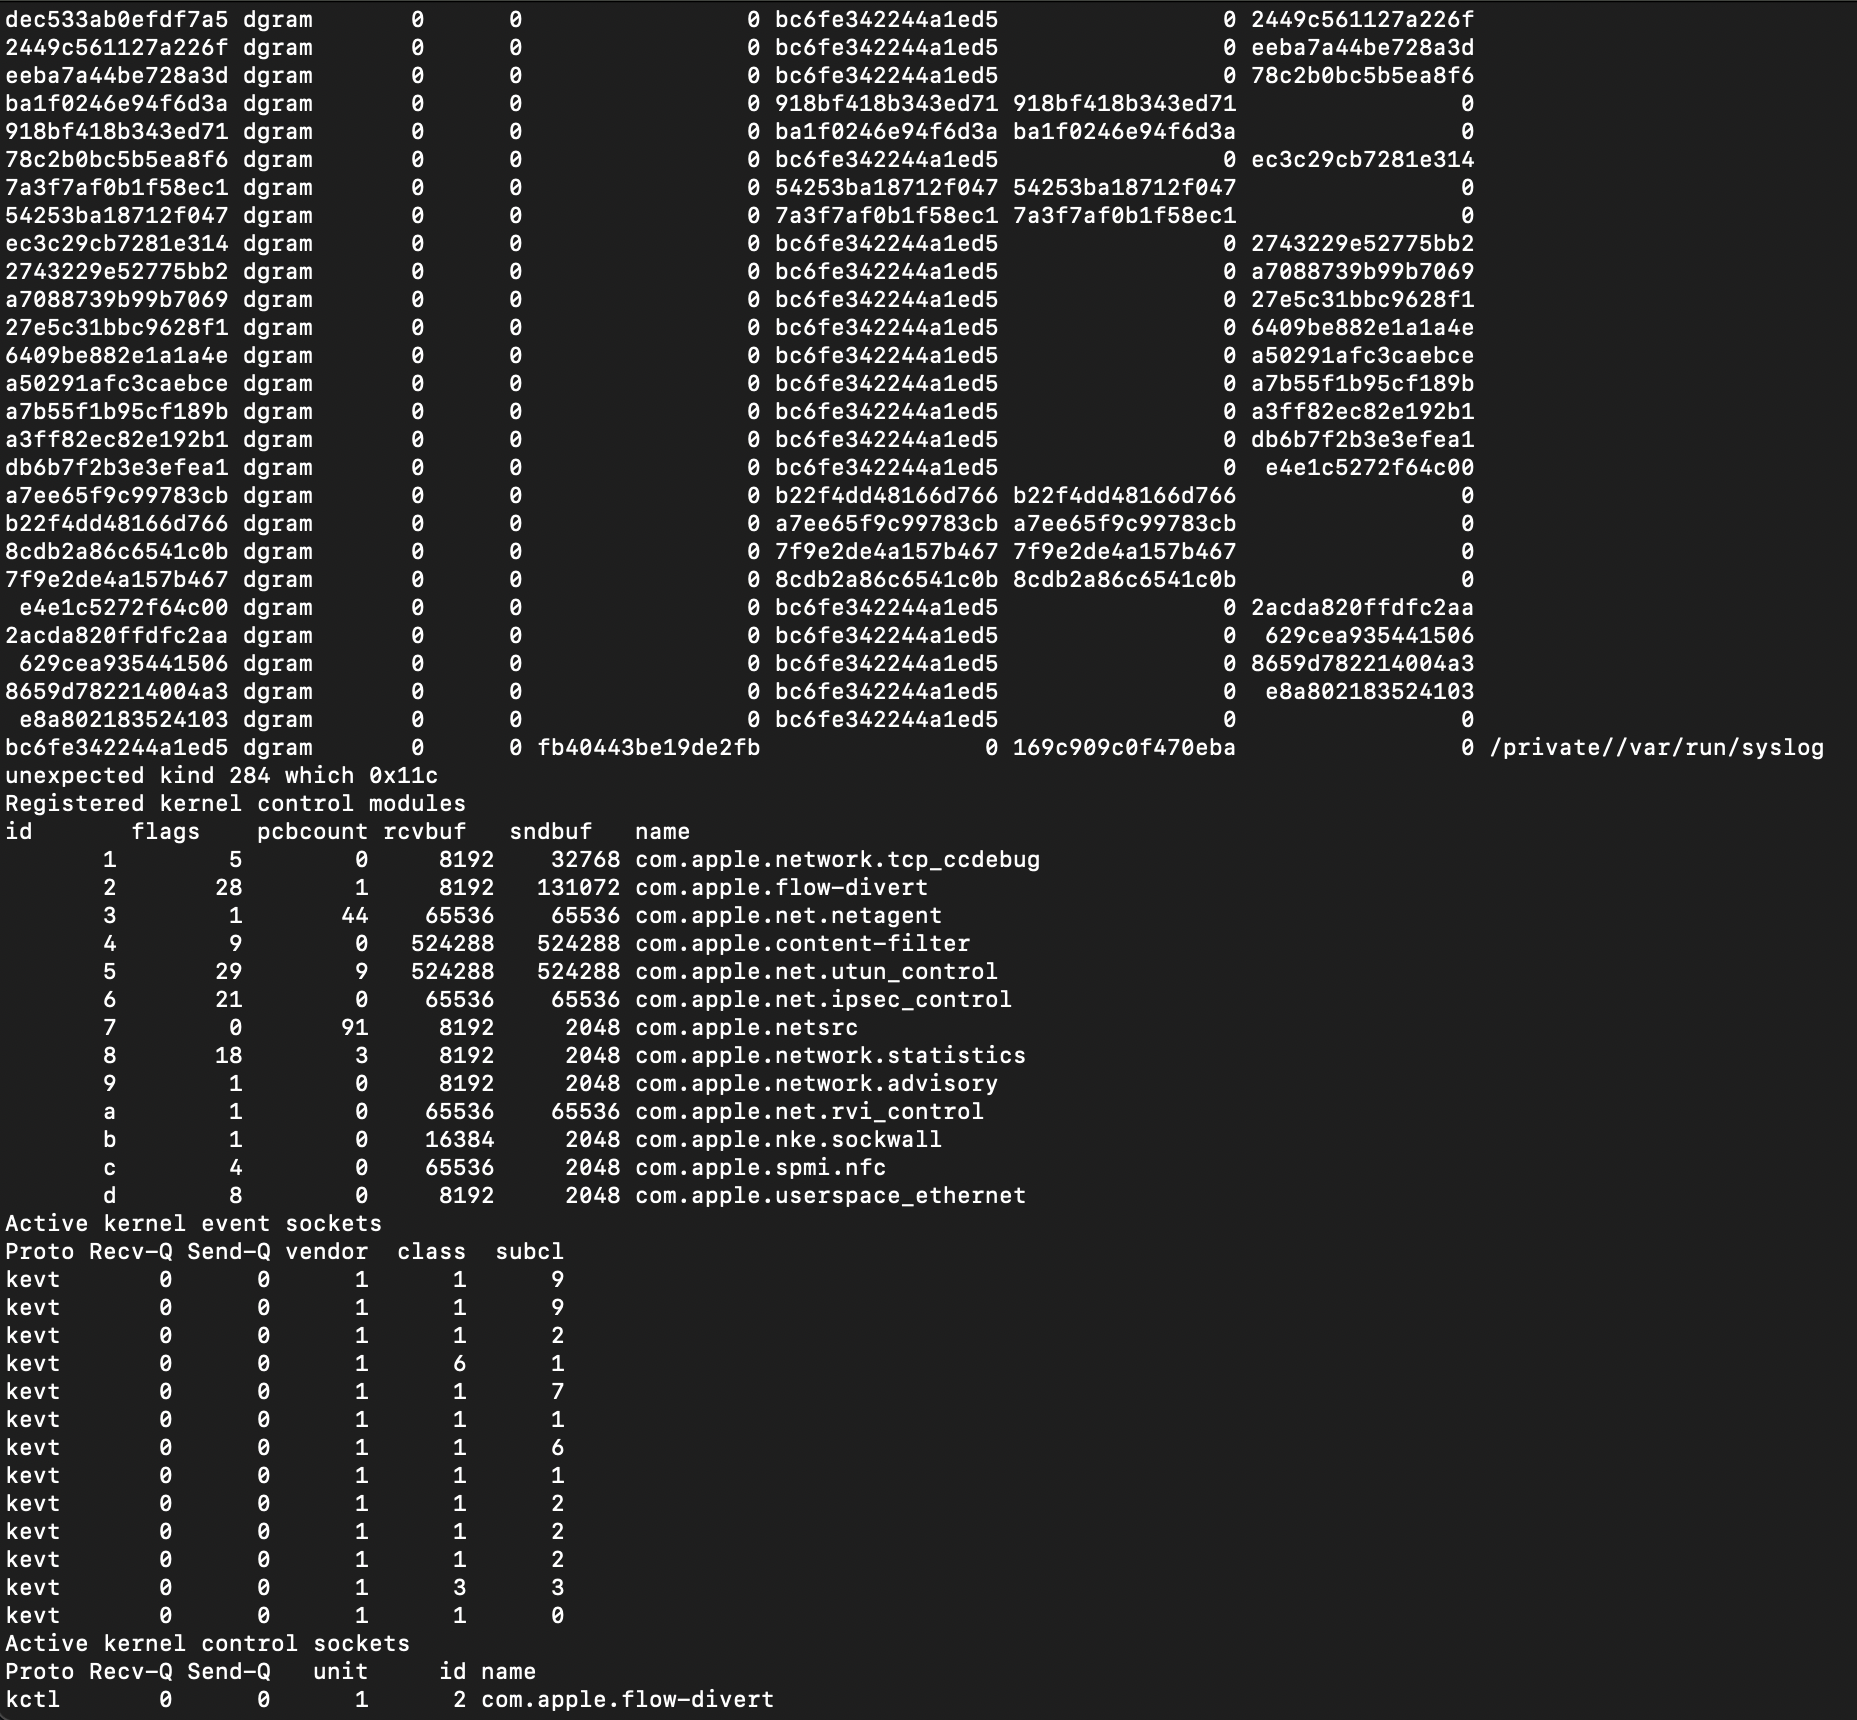 dec533ab0efdf7a5 dgram 0 0 0 bc6fe342244a1ed5 0 2449c561127a226f
2449c561127a226f dgram 0 0 0 bc6fe342244a1ed5 0 eeba7a44be728a3d
eeba7a44be728a3d dgram 0 0 0 bc6fe342244a1ed5 0 78c2b0bc5b5ea8f6
ba1f0246e94f6d3a dgram 0 0 0 918bf418b343ed71 918bf418b343ed71 0
918bf418b343ed71 dgram 0 0 0 ba1f0246e94f6d3a ba1f0246e94f6d3a 0
78c2b0bc5b5ea8f6 dgram 0 0 0 bc6fe342244a1ed5 0 ec3c29cb7281e314
7a3f7af0b1f58ec1 dgram 0 0 0 54253ba18712f047 54253ba18712f047 0
54253ba18712f047 dgram 0 0 0 7a3f7af0b1f58ec1 7a3f7af0b1f58ec1 0
ec3c29cb7281e314 dgram 0 0 0 bc6fe342244a1ed5 0 2743229e52775bb2
2743229e52775bb2 dgram 0 0 0 bc6fe342244a1ed5 0 a7088739b99b7069
a7088739b99b7069 dgram 0 0 0 bc6fe342244a1ed5 0 27e5c31bbc9628f1
27e5c31bbc9628f1 dgram 0 0 0 bc6fe342244a1ed5 0 6409be882e1a1a4e
6409be882e1a1a4e dgram 0 0 0 bc6fe342244a1ed5 0 a50291afc3caebce
a50291afc3caebce dgram 0 0 0 bc6fe342244a1ed5 0 a7b55f1b95cf189b
a7b55f1b95cf189b dgram 0 0 0 bc6fe342244a1ed5 0 a3ff82ec82e192b1
a3ff82ec82e192b1 dgram 0 0 0 bc6fe342244a1ed5 0 db6b7f2b3e3efea1
db6b7f2b3e3efea1 dgram 0 0 0 bc6fe342244a1ed5 0 e4e1c5272f64c00
a7ee65f9c99783cb dgram 0 0 0 b22f4dd48166d766 b22f4dd48166d766 0
b22f4dd48166d766 dgram 0 0 0 a7ee65f9c99783cb a7ee65f9c99783cb 0
8cdb2a86c6541c0b dgram 0 0 0 7f9e2de4a157b467 7f9e2de4a157b467 0
7f9e2de4a157b467 dgram 0 0 0 8cdb2a86c6541c0b 8cdb2a86c6541c0b 0
e4e1c5272f64c00 dgram 0 0 0 bc6fe342244a1ed5 0 2acda820ffdfc2aa
2acda820ffdfc2aa dgram 0 0 0 bc6fe342244a1ed5 0 629cea935441506
629cea935441506 dgram 0 0 0 bc6fe342244a1ed5 0 8659d782214004a3
8659d782214004a3 dgram 0 0 0 bc6fe342244a1ed5 0 e8a802183524103
e8a802183524103 dgram 0 0 0 bc6fe342244a1ed5 0 0
bc6fe342244a1ed5 dgram 0 0 fb40443be19de2fb 0 169c909c0f470eba 0 /private//var/run/syslog
unexpected kind 284 which 0x11c
Registered kernel control modules
id flags pcbcount rcvbuf sndbuf name
1 5 0 8192 32768 com.apple.network.tcp_ccdebug
2 28 1 8192 131072 com.apple.flow-divert
3 1 44 65536 65536 com.apple.net.netagent
4 9 0 524288 524288 com.apple.content-filter
5 29 9 524288 524288 com.apple.net.utun_control
6 21 0 65536 65536 com.apple.net.ipsec_control
7 0 91 8192 2048 com.apple.netsrc
8 18 3 8192 2048 com.apple.network.statistics
9 1 0 8192 2048 com.apple.network.advisory
a 1 0 65536 65536 com.apple.net.rvi_control
b 1 0 16384 2048 com.apple.nke.sockwall
c 4 0 65536 2048 com.apple.spmi.nfc
d 8 0 8192 2048 com.apple.userspace_ethernet
Active kernel event sockets
Proto Recv-Q Send-Q vendor class subcl
kevt 0 0 1 1 9
kevt 0 0 1 1 9
kevt 0 0 1 1 2
kevt 0 0 1 6 1
kevt 0 0 1 1 7
kevt 0 0 1 1 1
kevt 0 0 1 1 6
kevt 0 0 1 1 1
kevt 0 0 1 1 2
kevt 0 0 1 1 2
kevt 0 0 1 1 2
kevt 0 0 1 3 3
kevt 0 0 1 1 0
Active kernel control sockets
Proto Recv-Q Send-Q unit id name
kctl 0 0 1 2 com.apple.flow-divert